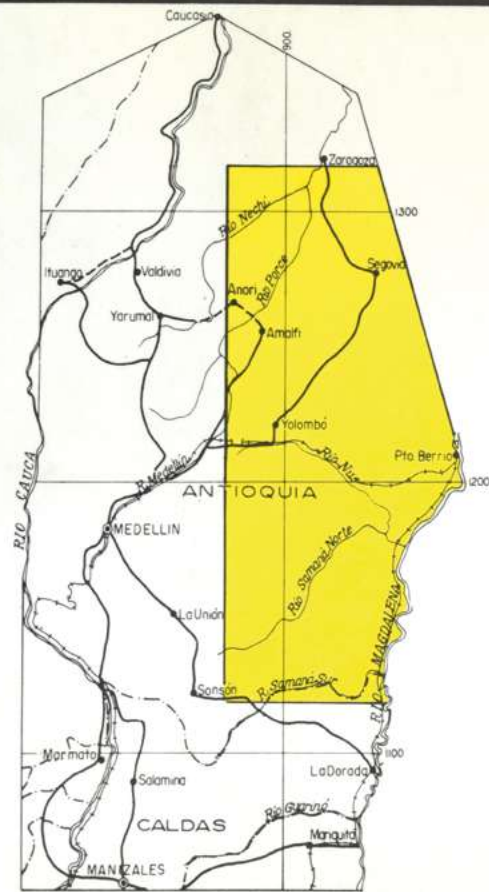 Caucasia
900
Zaragoza
1300
Río Nechí
Ituango
Valdivia
Segovia
Río Porce
Anorí
Yarumal
Amalfi
Yolombó
Pto. Berrío
R. Medellín
Río Nus
1200
ANTIOQUIA
RIO CAUCA
MEDELLIN
Río Samaná Norte
La Unión
RIO MAGDALENA
R. Samaná S.
Sonsón
1100
Marmato
La Dorada
Salamina
Río Guarinó
CALDAS
Mariquita
MANIZALES